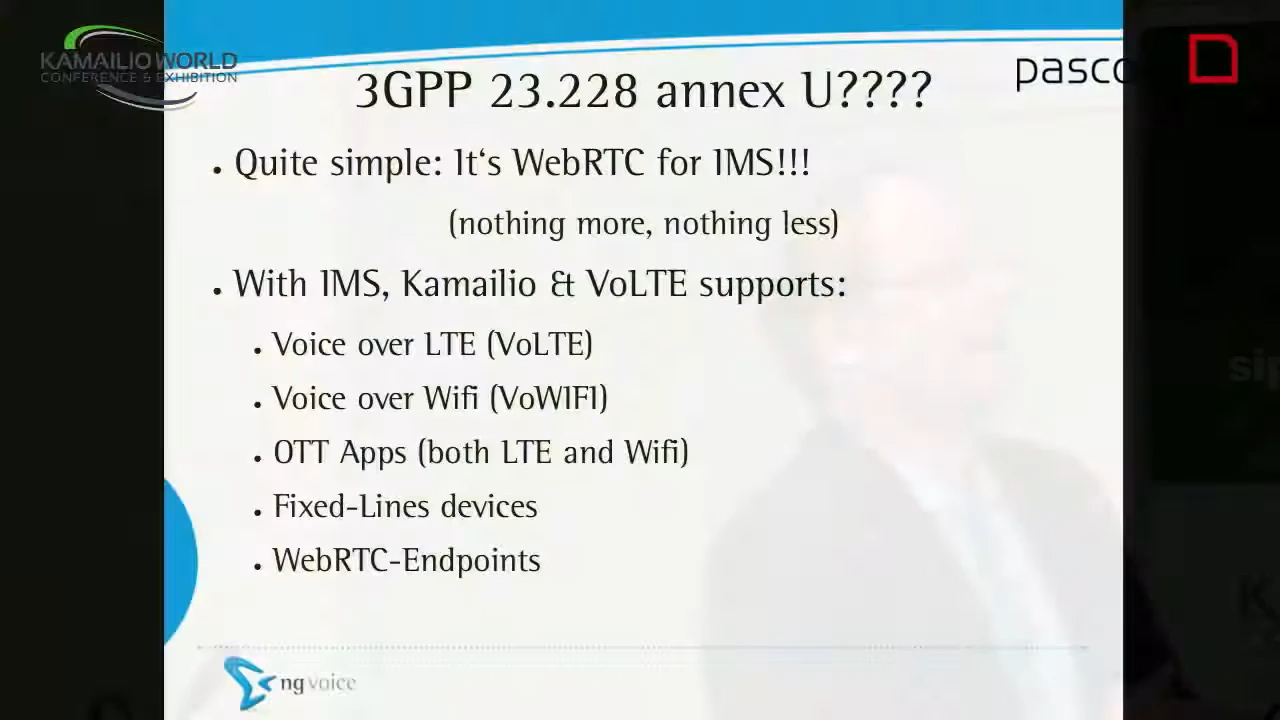 KAMAILIO WORLD
CONFERENCE & EXHIBITION
pasco
3GPP 23.228 annex U????
. Quite simple: It‘s WebRTC for IMS!!!
(nothing more, nothing less)
. With IMS, Kamailio & VoLTE supports:
. Voice over LTE (VoLTE)
. Voice over Wifi (VoWIFI)
. OTT Apps (both LTE and Wifi)
. Fixed-Lines devices
. WebRTC-Endpoints
sip
ng voice